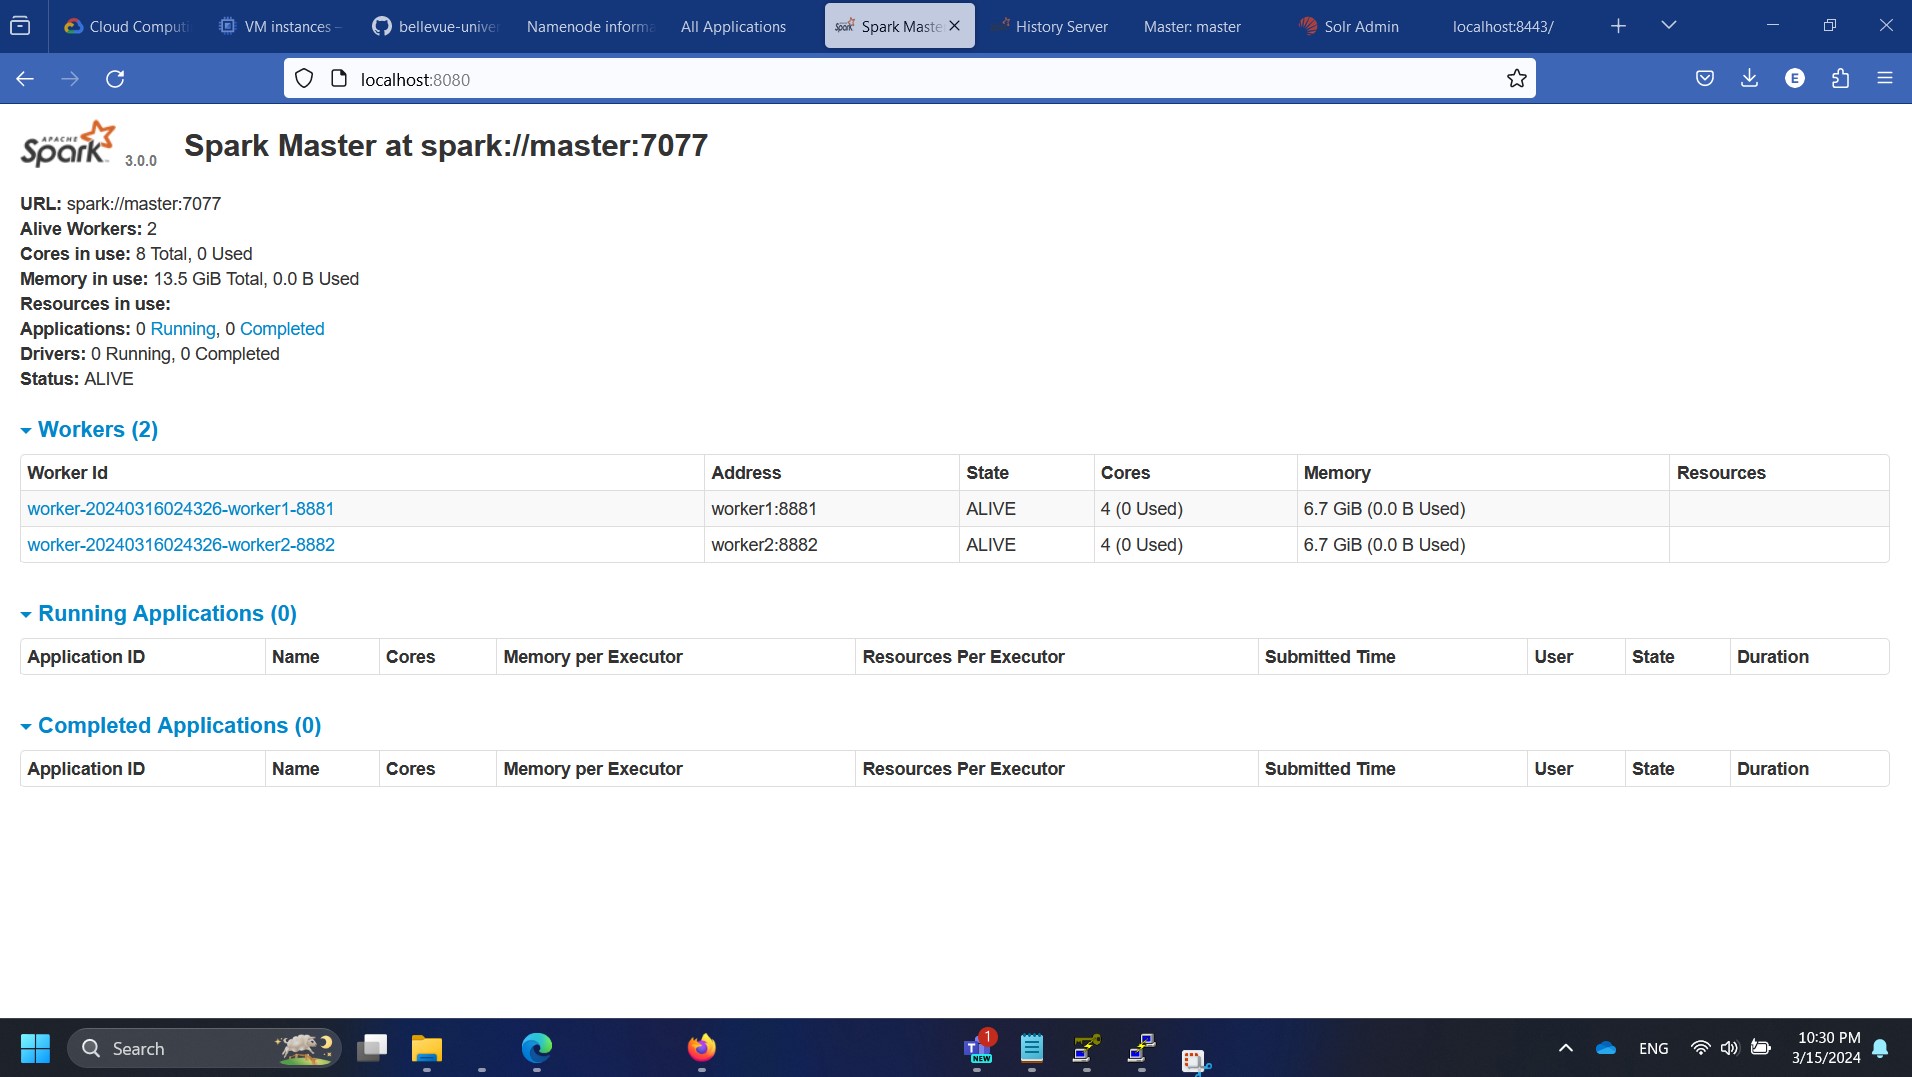 Cloud Computi
VM instances –
bellevue-univer
Namenode informa
All Applications
Spark Maste
History Server
Master: master
Solr Admin
localhost:8443/
localhost:8080
E
APACHE
Spark
3.0.0
Spark Master at spark://master:7077
URL: spark://master:7077
Alive Workers: 2
Cores in use: 8 Total, 0 Used
Memory in use: 13.5 GiB Total, 0.0 B Used
Resources in use:
Applications: 0 Running, 0 Completed
Drivers: 0 Running, 0 Completed
Status: ALIVE
Workers (2)
Worker Id Address State Cores Memory Resources
worker-20240316024326-worker1-8881 worker1:8881 ALIVE 4 (0 Used) 6.7 GiB (0.0 B Used)
worker-20240316024326-worker2-8882 worker2:8882 ALIVE 4 (0 Used) 6.7 GiB (0.0 B Used)
Running Applications (0)
Application ID Name Cores Memory per Executor Resources Per Executor Submitted Time User State Duration
Completed Applications (0)
Application ID Name Cores Memory per Executor Resources Per Executor Submitted Time User State Duration
Search
1
T
NEW
ENG
10:30 PM
3/15/2024